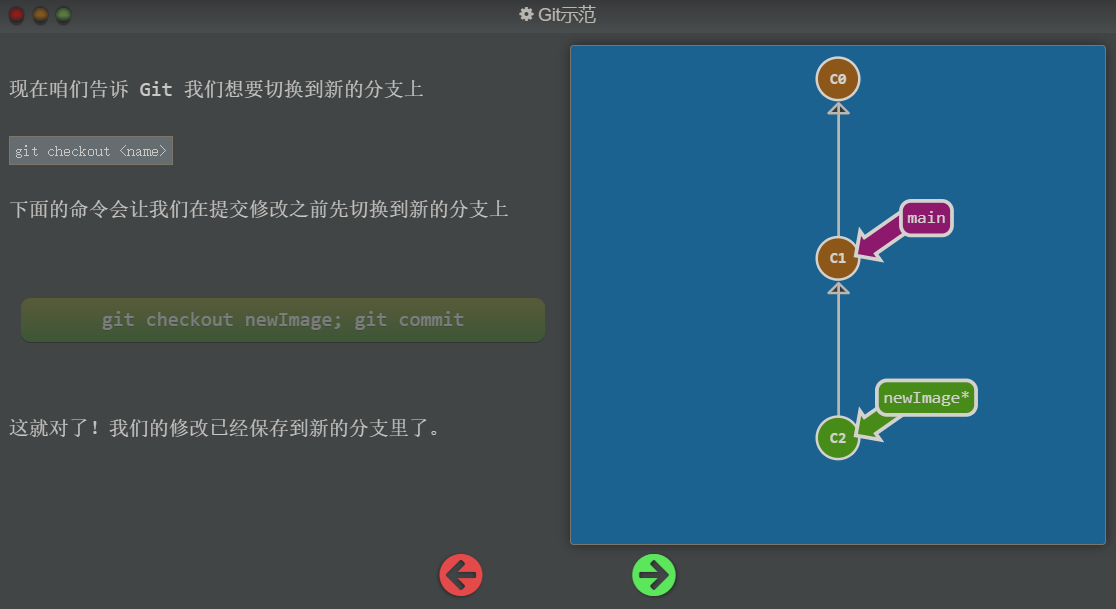 Git示范
现在咱们告诉 Git 我们想要切换到新的分支上
git checkout <name>
下面的命令会让我们在提交修改之前先切换到新的分支上
git checkout newImage; git commit
这就对了！我们的修改已经保存到新的分支里了。
C0
main
C1
newImage*
C2